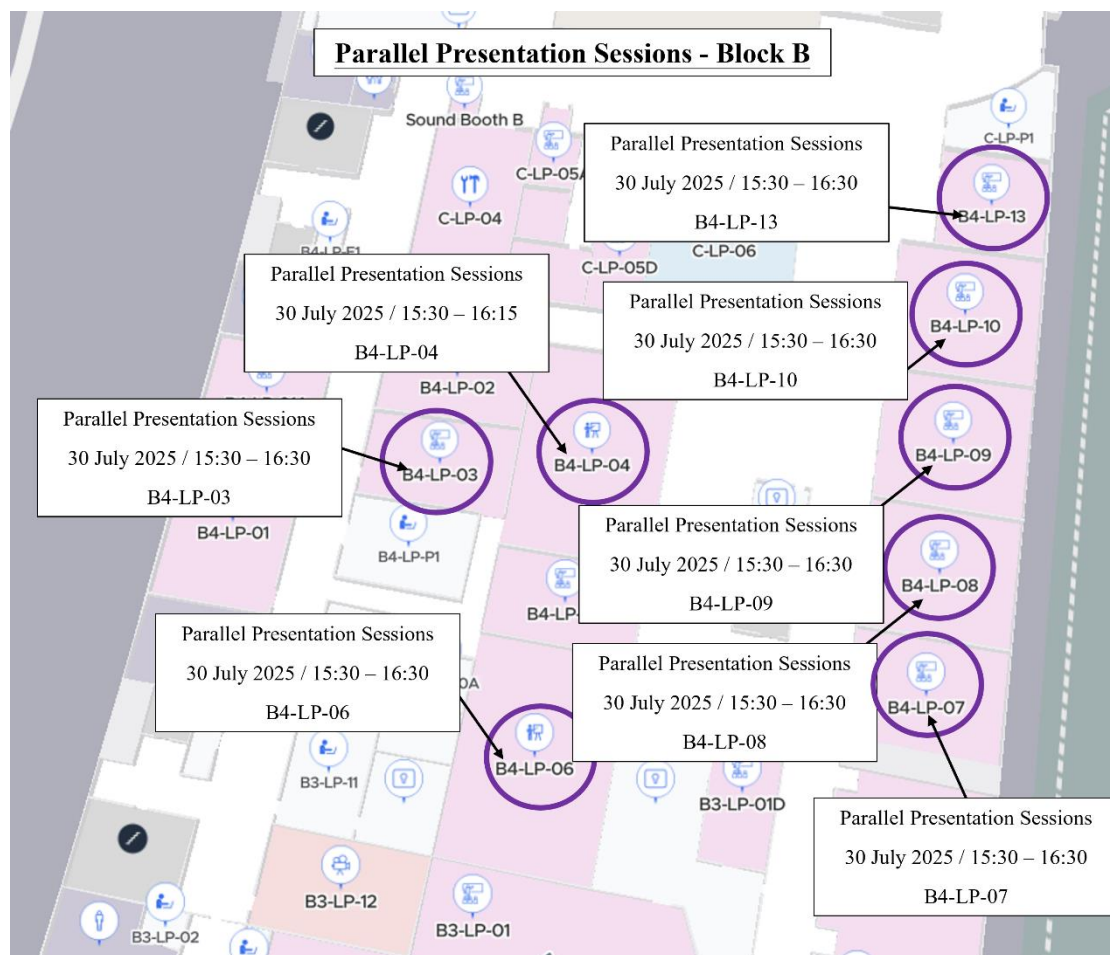 Parallel Presentation Sessions - Block B
Sound Booth B
C-LP-05A
C-LP-P1
Parallel Presentation Sessions
30 July 2025 / 15:30 – 16:30
B4-LP-13
C-LP-04
B4-LP-13
C-LP-06
C-LP-05D
Parallel Presentation Sessions
30 July 2025 / 15:30 – 16:15
B4-LP-04
Parallel Presentation Sessions
30 July 2025 / 15:30 – 16:30
B4-LP-10
B4-LP-10
B4-LP-02
Parallel Presentation Sessions
30 July 2025 / 15:30 – 16:30
B4-LP-03
B4-LP-03
B4-LP-04
B4-LP-09
B4-LP-01
B4-LP-P1
Parallel Presentation Sessions
30 July 2025 / 15:30 – 16:30
B4-LP-09
B4-LP-08
B4-LP-
Parallel Presentation Sessions
30 July 2025 / 15:30 – 16:30
B4-LP-06
0A
Parallel Presentation Sessions
30 July 2025 / 15:30 – 16:30
B4-LP-08
B4-LP-07
B4-LP-06
B3-LP-11
B3-LP-01D
Parallel Presentation Sessions
30 July 2025 / 15:30 – 16:30
B4-LP-07
B3-LP-12
B3-LP-01
B3-LP-02